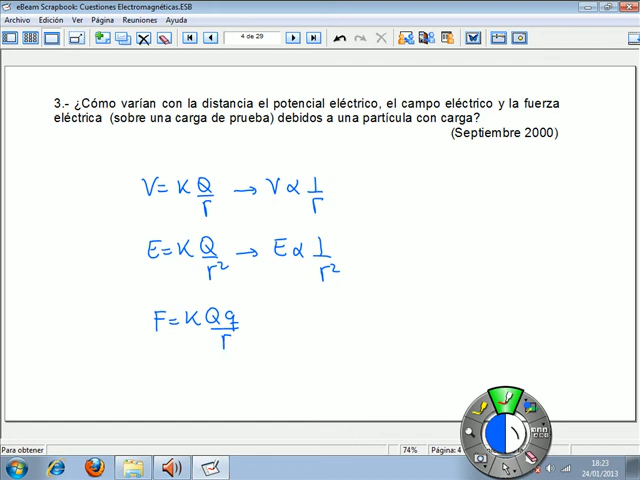 eBeam Scrapbook: Cuestiones Electromagnéticas.ESB
Archivo Edición Ver Página Reuniones Ayuda
4 de 29
3.- ¿Cómo varían con la distancia el potencial eléctrico, el campo eléctrico y la fuerza
eléctrica (sobre una carga de prueba) debidos a una partícula con carga?
(Septiembre 2000)
V = K Q/r → V ∝ 1/r
E = K Q/r² → E ∝ 1/r²
F = K Qq/r
Para obtener
74%
Página: 4
18:23
24/01/2013